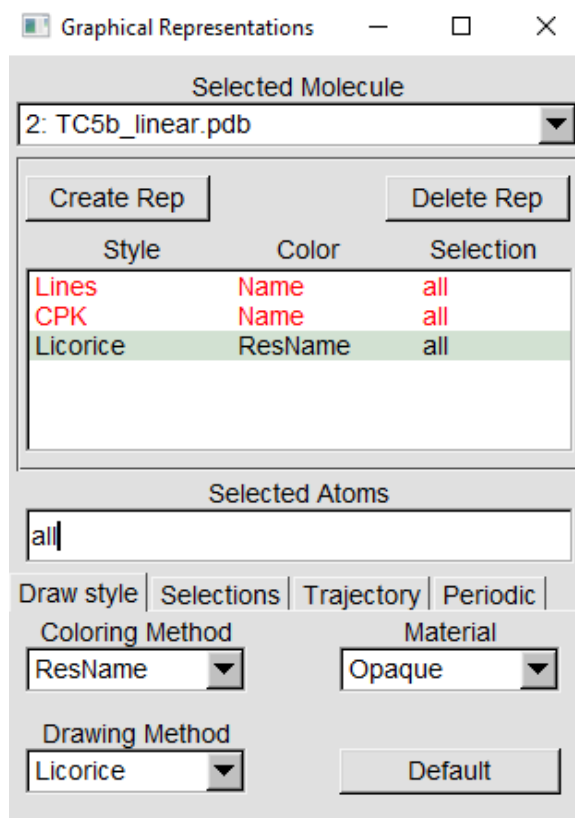 Graphical Representations
Selected Molecule
2: TC5b_linear.pdb
Create Rep Delete Rep
Style Color Selection
Lines Name all
CPK Name all
Licorice ResName all
Selected Atoms
all
Draw style Selections Trajectory Periodic
Coloring Method Material
ResName Opaque
Drawing Method
Licorice Default